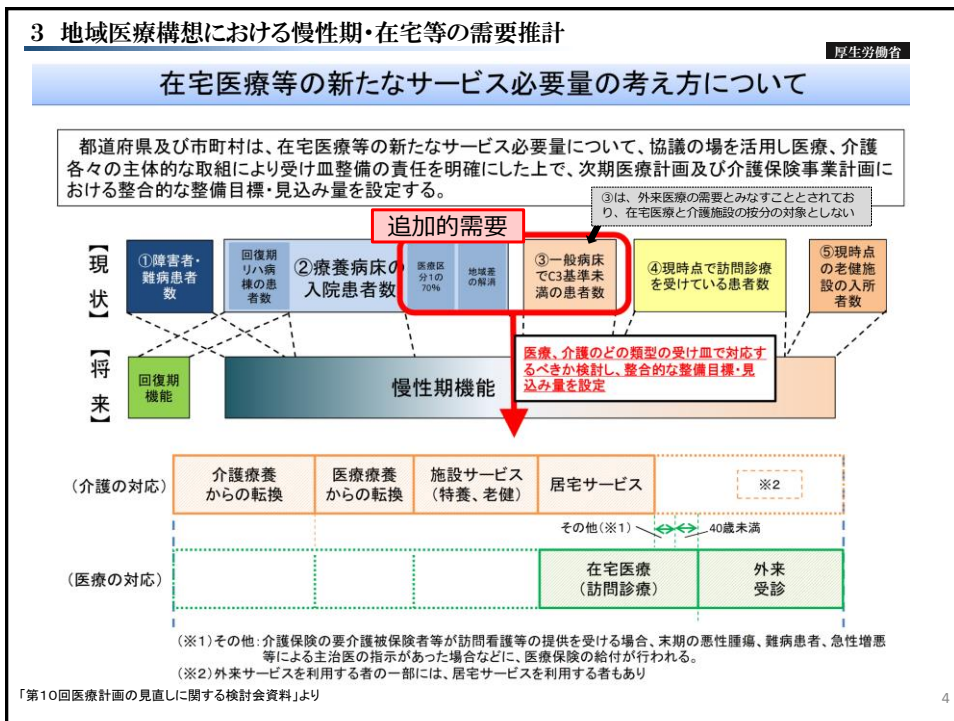 3 地域医療構想における慢性期・在宅等の需要推計
厚生労働省
在宅医療等の新たなサービス必要量の考え方について
都道府県及び市町村は、在宅医療等の新たなサービス必要量について、協議の場を活用し医療、介護
各々の主体的な取組により受け皿整備の責任を明確にした上で、次期医療計画及び介護保険事業計画に
おける整合的な整備目標・見込み量を設定する。
③は、外来医療の需要とみなすこととされてお
り、在宅医療と介護施設の按分の対象としない
追加的需要
【現状】
①障害者・
難病患者
数
回復期
リハ病
棟の患
者数
②療養病床の
入院患者数
医療区
分1の
70%
地域差
の解消
③一般病床
でC3基準未
満の患者数
④現時点で訪問診療
を受けている患者数
⑤現時点
の老健施
設の入所
者数
【将来】
回復期
機能
慢性期機能
医療、介護のどの類型の受け皿で対応す
るべきか検討し、整合的な整備目標・見
込み量を設定
(介護の対応)
介護療養
からの転換
医療療養
からの転換
施設サービス
(特養、老健)
居宅サービス
※2
その他(※1)
40歳未満
(医療の対応)
在宅医療
(訪問診療)
外来
受診
(※1)その他:介護保険の要介護被保険者等が訪問看護等の提供を受ける場合、末期の悪性腫瘍、難病患者、急性増悪
等による主治医の指示があった場合などに、医療保険の給付が行われる。
(※2)外来サービスを利用する者の一部には、居宅サービスを利用する者もあり
「第10回医療計画の見直しに関する検討会資料」より
4